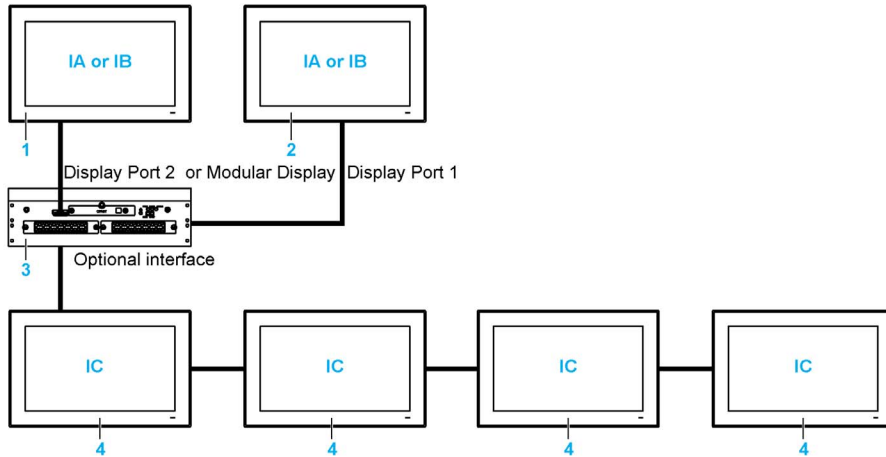 IA or IB
IA or IB
1
2
Display Port 2 or Modular Display
Display Port 1
3
Optional interface
IC
IC
IC
IC
4
4
4
4